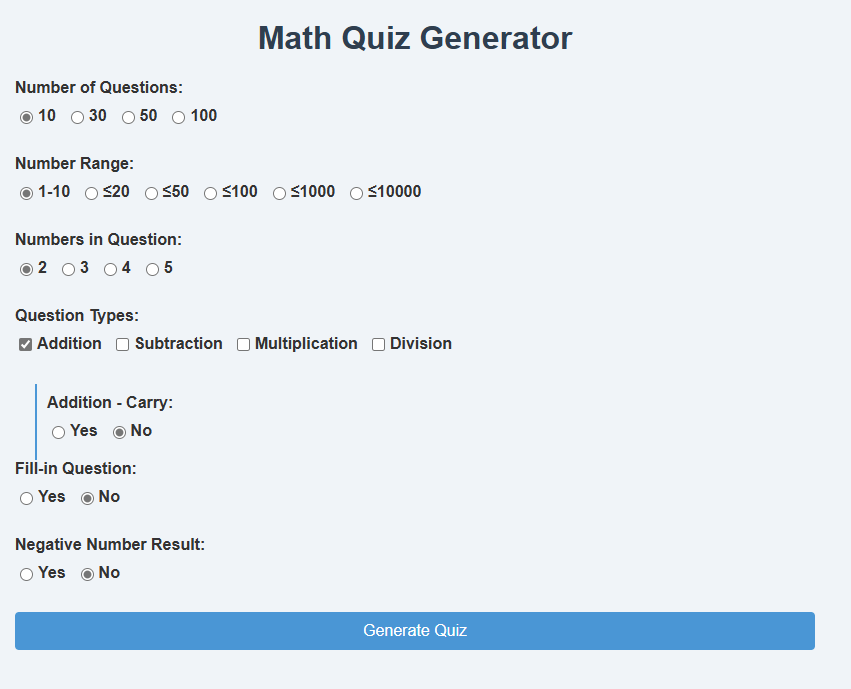 Math Quiz Generator
Number of Questions:
10 30 50 100
Number Range:
1-10 ≤20 ≤50 ≤100 ≤1000 ≤10000
Numbers in Question:
2 3 4 5
Question Types:
Addition Subtraction Multiplication Division
Addition - Carry:
Yes No
Fill-in Question:
Yes No
Negative Number Result:
Yes No
Generate Quiz